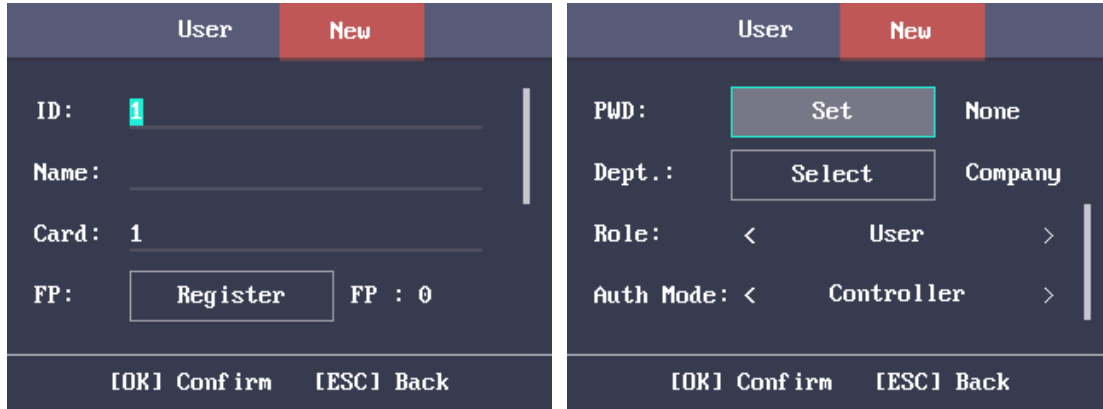 User New
ID: 1
Name:
Card: 1
FP: Register FP : 0
[OK] Confirm [ESC] Back
User New
PWD: Set None
Dept.: Select Company
Role: < User >
Auth Mode: < Controller >
[OK] Confirm [ESC] Back